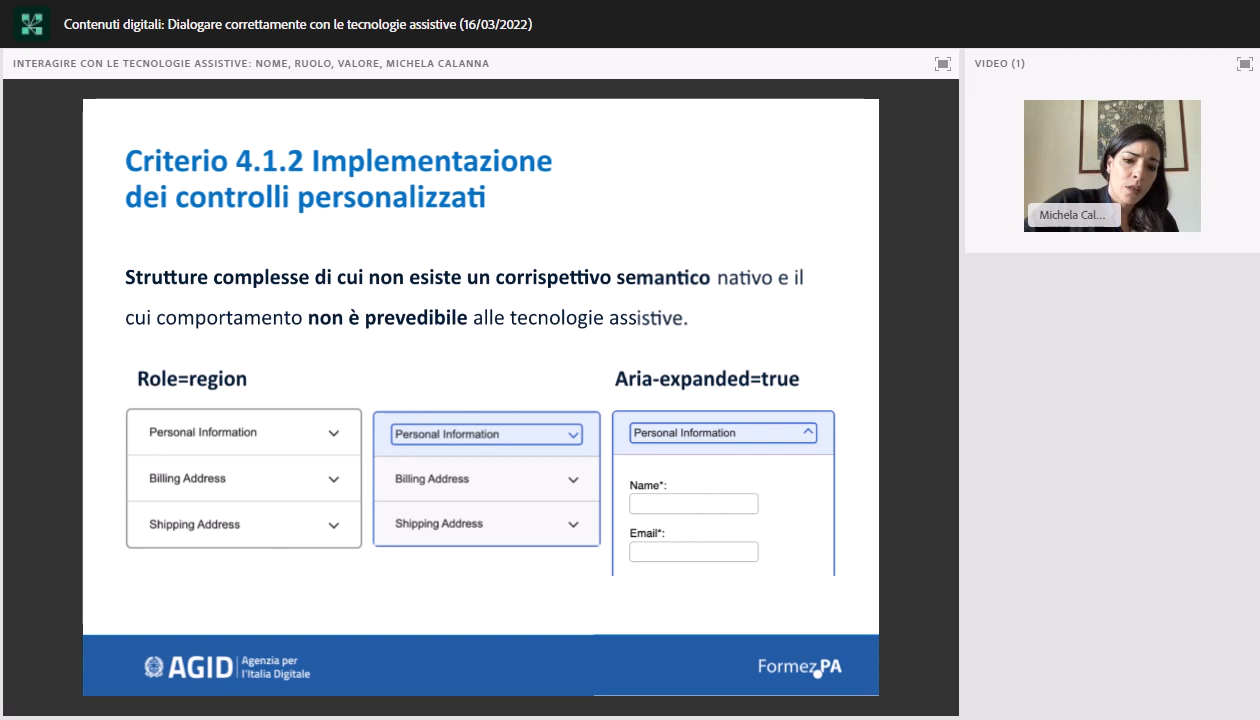 Contenuti digitali: Dialogare correttamente con le tecnologie assistive (16/03/2022)
INTERAGIRE CON LE TECNOLOGIE ASSISTIVE: NOME, RUOLO, VALORE, MICHELA CALANNA
VIDEO (1)
Michela Cal...
Criterio 4.1.2 Implementazione
dei controlli personalizzati
Strutture complesse di cui non esiste un corrispettivo semantico nativo e il
cui comportamento non è prevedibile alle tecnologie assistive.
Role=region
Aria-expanded=true
Personal Information
Billing Address
Shipping Address
Personal Information
Billing Address
Shipping Address
Personal Information
Name*:
Email*:
AGID
Agenzia per
l'Italia Digitale
FormezPA